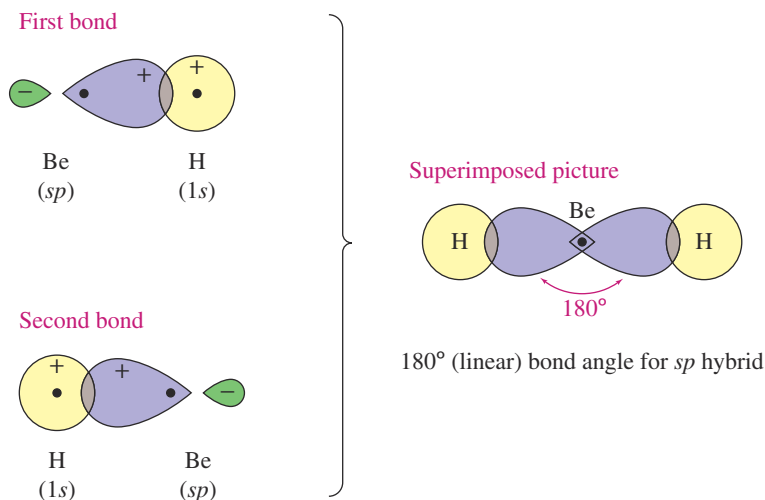 First bond
− + +
Be H
(sp) (1s)
Second bond
+ + −
H Be
(1s) (sp)
Superimposed picture
Be
H H
180°
180° (linear) bond angle for sp hybrid